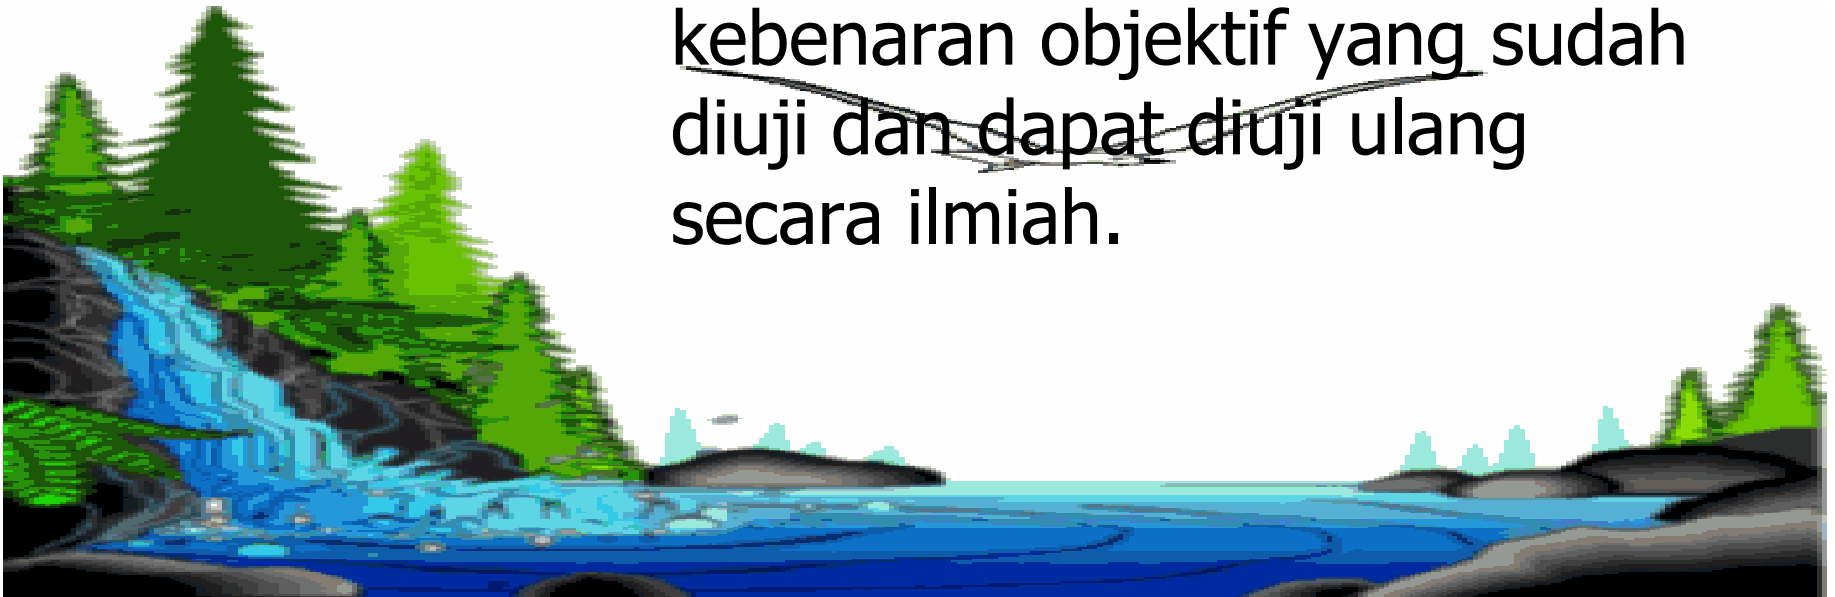 kebenaran objektif yang sudah
diuji dan dapat diuji ulang
secara ilmiah.